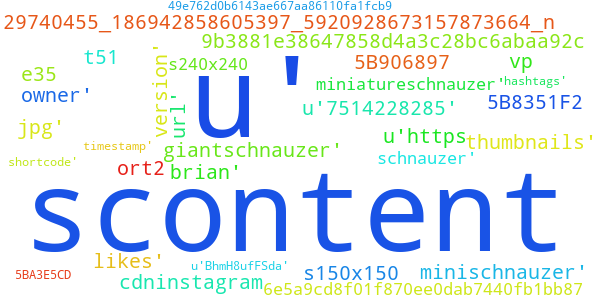 49e762d0b6143ae667aa86110fa1fcb9
29740455_186942858605397_5920928673157873664_n
9b3881e38647858d4a3c28bc6abaa92c
t51
version'
s240x240
u'
5B906897
vp
e35
miniatureschnauzer'
hashtags'
owner'
url'
u'7514228285'
5B8351F2
jpg'
u'https
thumbnails'
timestamp'
giantschnauzer'
schnauzer'
shortcode'
ort2
brian'
scontent
likes'
u'BhmH8ufFSda'
5BA3E5CD
cdninstagram
s150x150
minischnauzer'
6e5a9cd8f01f870ee0dab7440fb1bb87